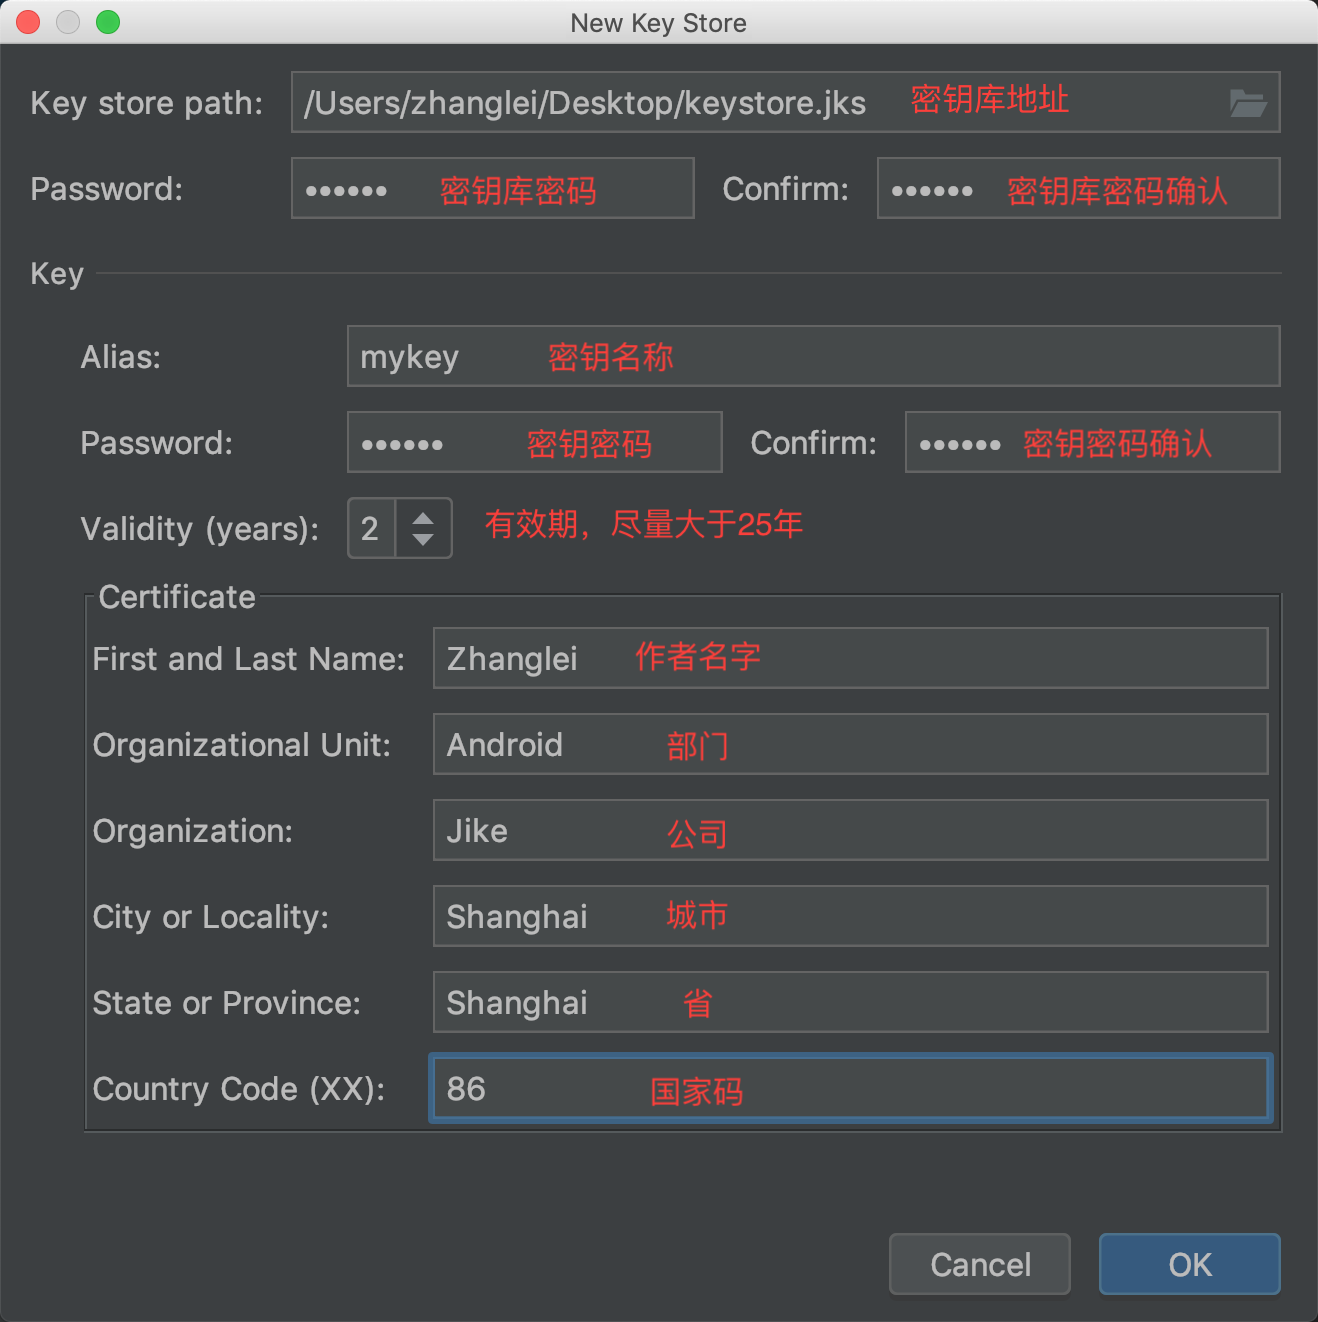 New Key Store
Key store path: /Users/zhanglei/Desktop/keystore.jks 密钥库地址
Password: •••••• 密钥库密码 Confirm: •••••• 密钥库密码确认
Key
Alias: mykey 密钥名称
Password: •••••• 密钥密码 Confirm: •••••• 密钥密码确认
Validity (years): 2 有效期，尽量大于25年
Certificate
First and Last Name: Zhanglei 作者名字
Organizational Unit: Android 部门
Organization: Jike 公司
City or Locality: Shanghai 城市
State or Province: Shanghai 省
Country Code (XX): 86 国家码
Cancel OK